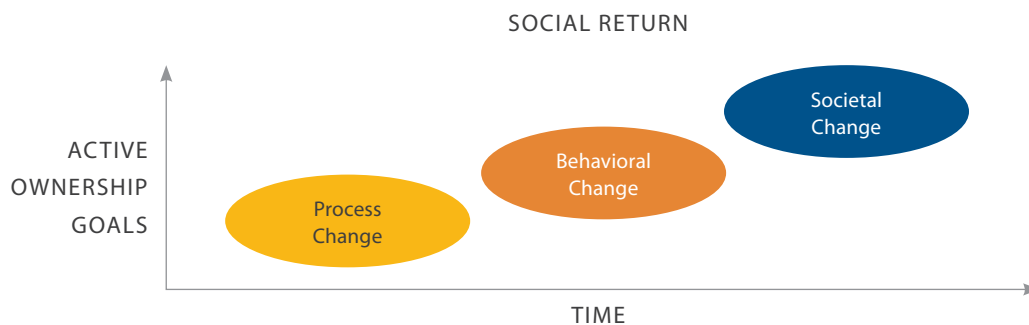 SOCIAL RETURN
ACTIVE
OWNERSHIP
GOALS
Process
Change
Behavioral
Change
Societal
Change
TIME